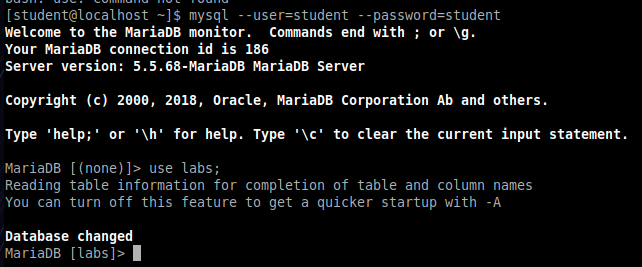 bash: use: command not found
[student@localhost ~]$ mysql --user=student --password=student
Welcome to the MariaDB monitor.  Commands end with ; or \g.
Your MariaDB connection id is 186
Server version: 5.5.68-MariaDB MariaDB Server
Copyright (c) 2000, 2018, Oracle, MariaDB Corporation Ab and others.
Type 'help;' or '\h' for help. Type '\c' to clear the current input statement.
MariaDB [(none)]> use labs;
Reading table information for completion of table and column names
You can turn off this feature to get a quicker startup with -A
Database changed
MariaDB [labs]>